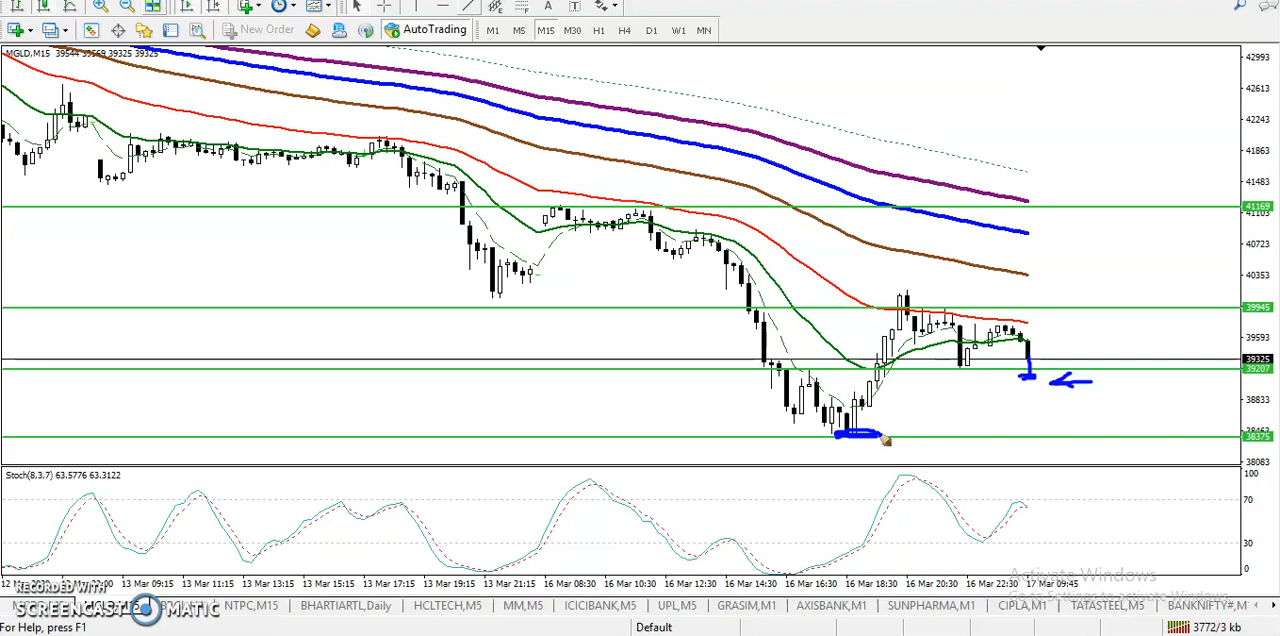 A T
New Order AutoTrading M1 M5 M15 M30 H1 H4 D1 W1 MN
MGLD,M15 39544 39569 39325 39325
42993
42613
42243
41863
41483
41169
41103
40723
40353
39945
39593
39325
39207
38833
38375
38083
Stoch(8,3,7) 63.5776 63.3122
100
70
30
0
13 Mar 09:15 13 Mar 11:15 13 Mar 13:15 13 Mar 15:15 13 Mar 17:15 13 Mar 19:15 13 Mar 21:15 16 Mar 08:30 16 Mar 10:30 16 Mar 12:30 16 Mar 14:30 16 Mar 16:30 16 Mar 18:30 16 Mar 20:30 16 Mar 22:30 17 Mar 09:45
Activate Windows
Go to Settings to activate Windows.
RECORDED WITH
SCREENCAST MATIC
NTPC,M15 BHARTIARTL,Daily HCLTECH,M5 MM,M5 ICICIBANK,M5 UPL,M5 GRASIM,M1 AXISBANK,M1 SUNPHARMA,M1 CIPLA,M1 TATASTEEL,M5 BANKNIFTY#,M
For Help, press F1 Default 3772/3 kb